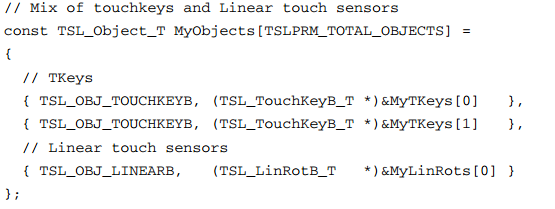 // Mix of touchkeys and Linear touch sensors
const TSL_Object_T MyObjects[TSLPRM_TOTAL_OBJECTS] =
{
  // TKeys
  { TSL_OBJ_TOUCHKEYB, (TSL_TouchKeyB_T *)&MyTKeys[0]   },
  { TSL_OBJ_TOUCHKEYB, (TSL_TouchKeyB_T *)&MyTKeys[1]   },
  // Linear touch sensors
  { TSL_OBJ_LINEARB,   (TSL_LinRotB_T   *)&MyLinRots[0] }
};